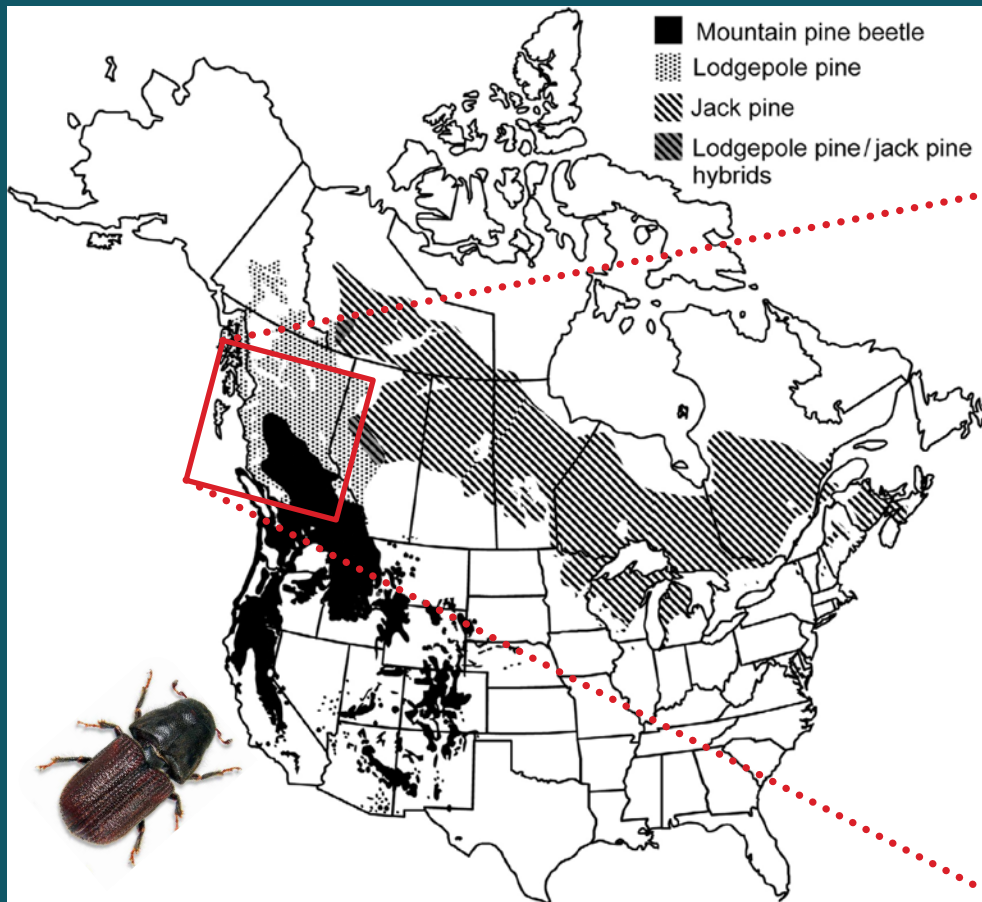 Mountain pine beetle
Lodgepole pine
Jack pine
Lodgepole pine/jack pine
hybrids